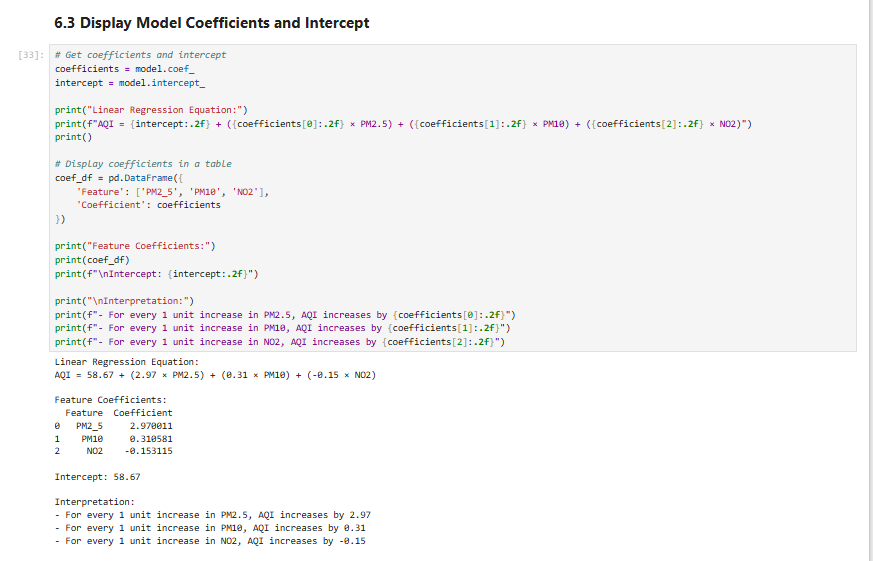 6.3 Display Model Coefficients and Intercept
[33]: # Get coefficients and intercept
coefficients = model.coef_
intercept = model.intercept_
print("Linear Regression Equation:")
print(f"AQI = {intercept:.2f} + ({coefficients[0]:.2f} × PM2.5) + ({coefficients[1]:.2f} × PM10) + ({coefficients[2]:.2f} × NO2)")
print()
# Display coefficients in a table
coef_df = pd.DataFrame({
    'Feature': ['PM2_5', 'PM10', 'NO2'],
    'Coefficient': coefficients
})
print("Feature Coefficients:")
print(coef_df)
print(f"\nIntercept: {intercept:.2f}")
print("\nInterpretation:")
print(f"- For every 1 unit increase in PM2.5, AQI increases by {coefficients[0]:.2f}")
print(f"- For every 1 unit increase in PM10, AQI increases by {coefficients[1]:.2f}")
print(f"- For every 1 unit increase in NO2, AQI increases by {coefficients[2]:.2f}")
Linear Regression Equation:
AQI = 58.67 + (2.97 × PM2.5) + (0.31 × PM10) + (-0.15 × NO2)
Feature Coefficients:
  Feature  Coefficient
0   PM2_5     2.970011
1    PM10     0.310581
2     NO2    -0.153115
Intercept: 58.67
Interpretation:
- For every 1 unit increase in PM2.5, AQI increases by 2.97
- For every 1 unit increase in PM10, AQI increases by 0.31
- For every 1 unit increase in NO2, AQI increases by -0.15